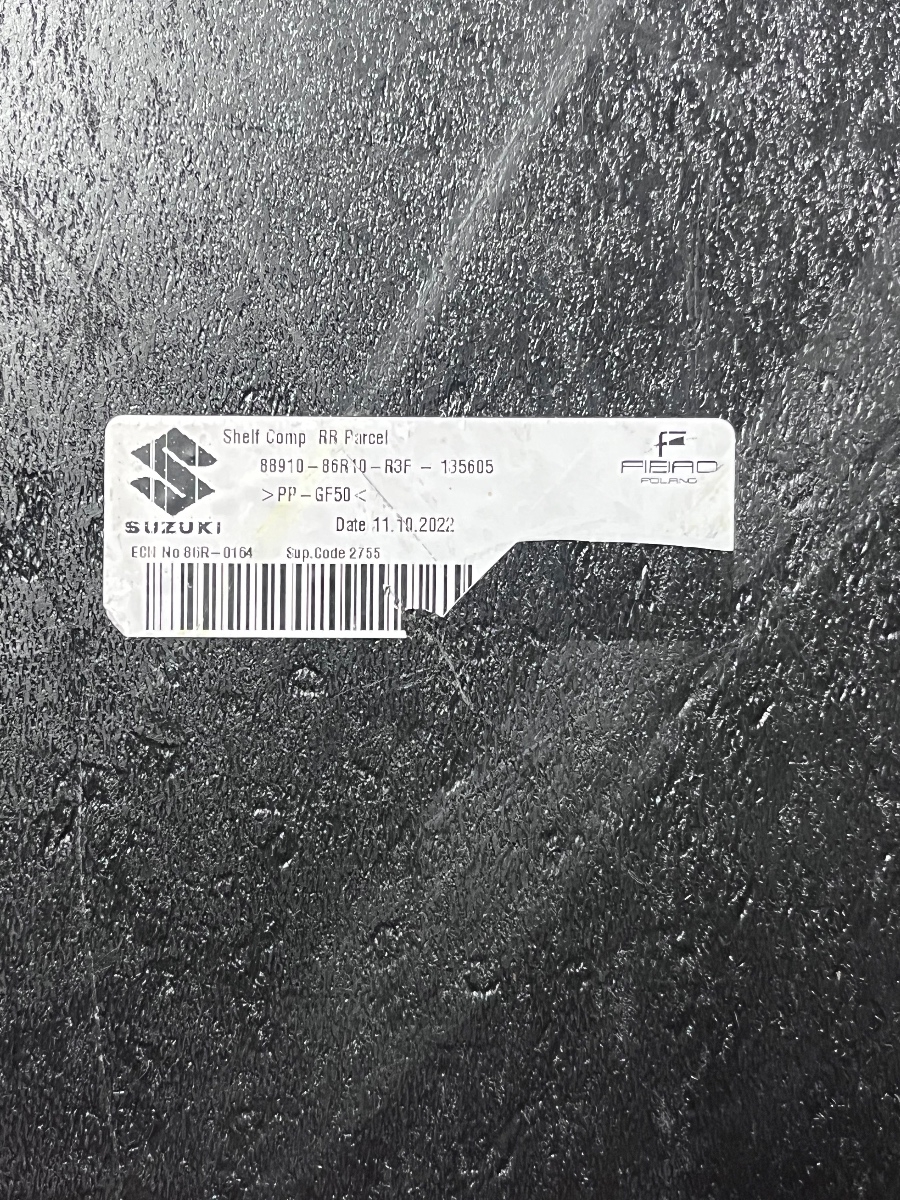 Shelf Comp RR Parcel
88910-86R10-R3F - 135605
>PP-GF50<
SUZUKI
Date 11.10.2022
ECN No 86R-0164 Sup.Code 2755
POLAND